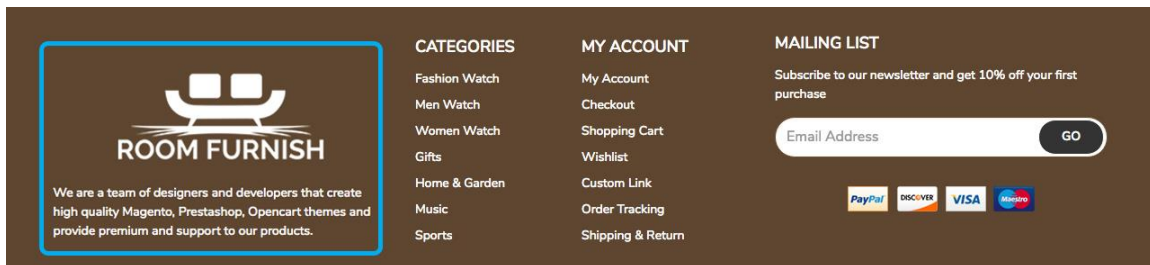 ROOM FURNISH
We are a team of designers and developers that create
high quality Magento, Prestashop, Opencart themes and
provide premium and support to our products.
CATEGORIES
Fashion Watch
Men Watch
Women Watch
Gifts
Home & Garden
Music
Sports
MY ACCOUNT
My Account
Checkout
Shopping Cart
Wishlist
Custom Link
Order Tracking
Shipping & Return
MAILING LIST
Subscribe to our newsletter and get 10% off your first
purchase
Email Address
GO
PayPal
DISCOVER
VISA
Maestro